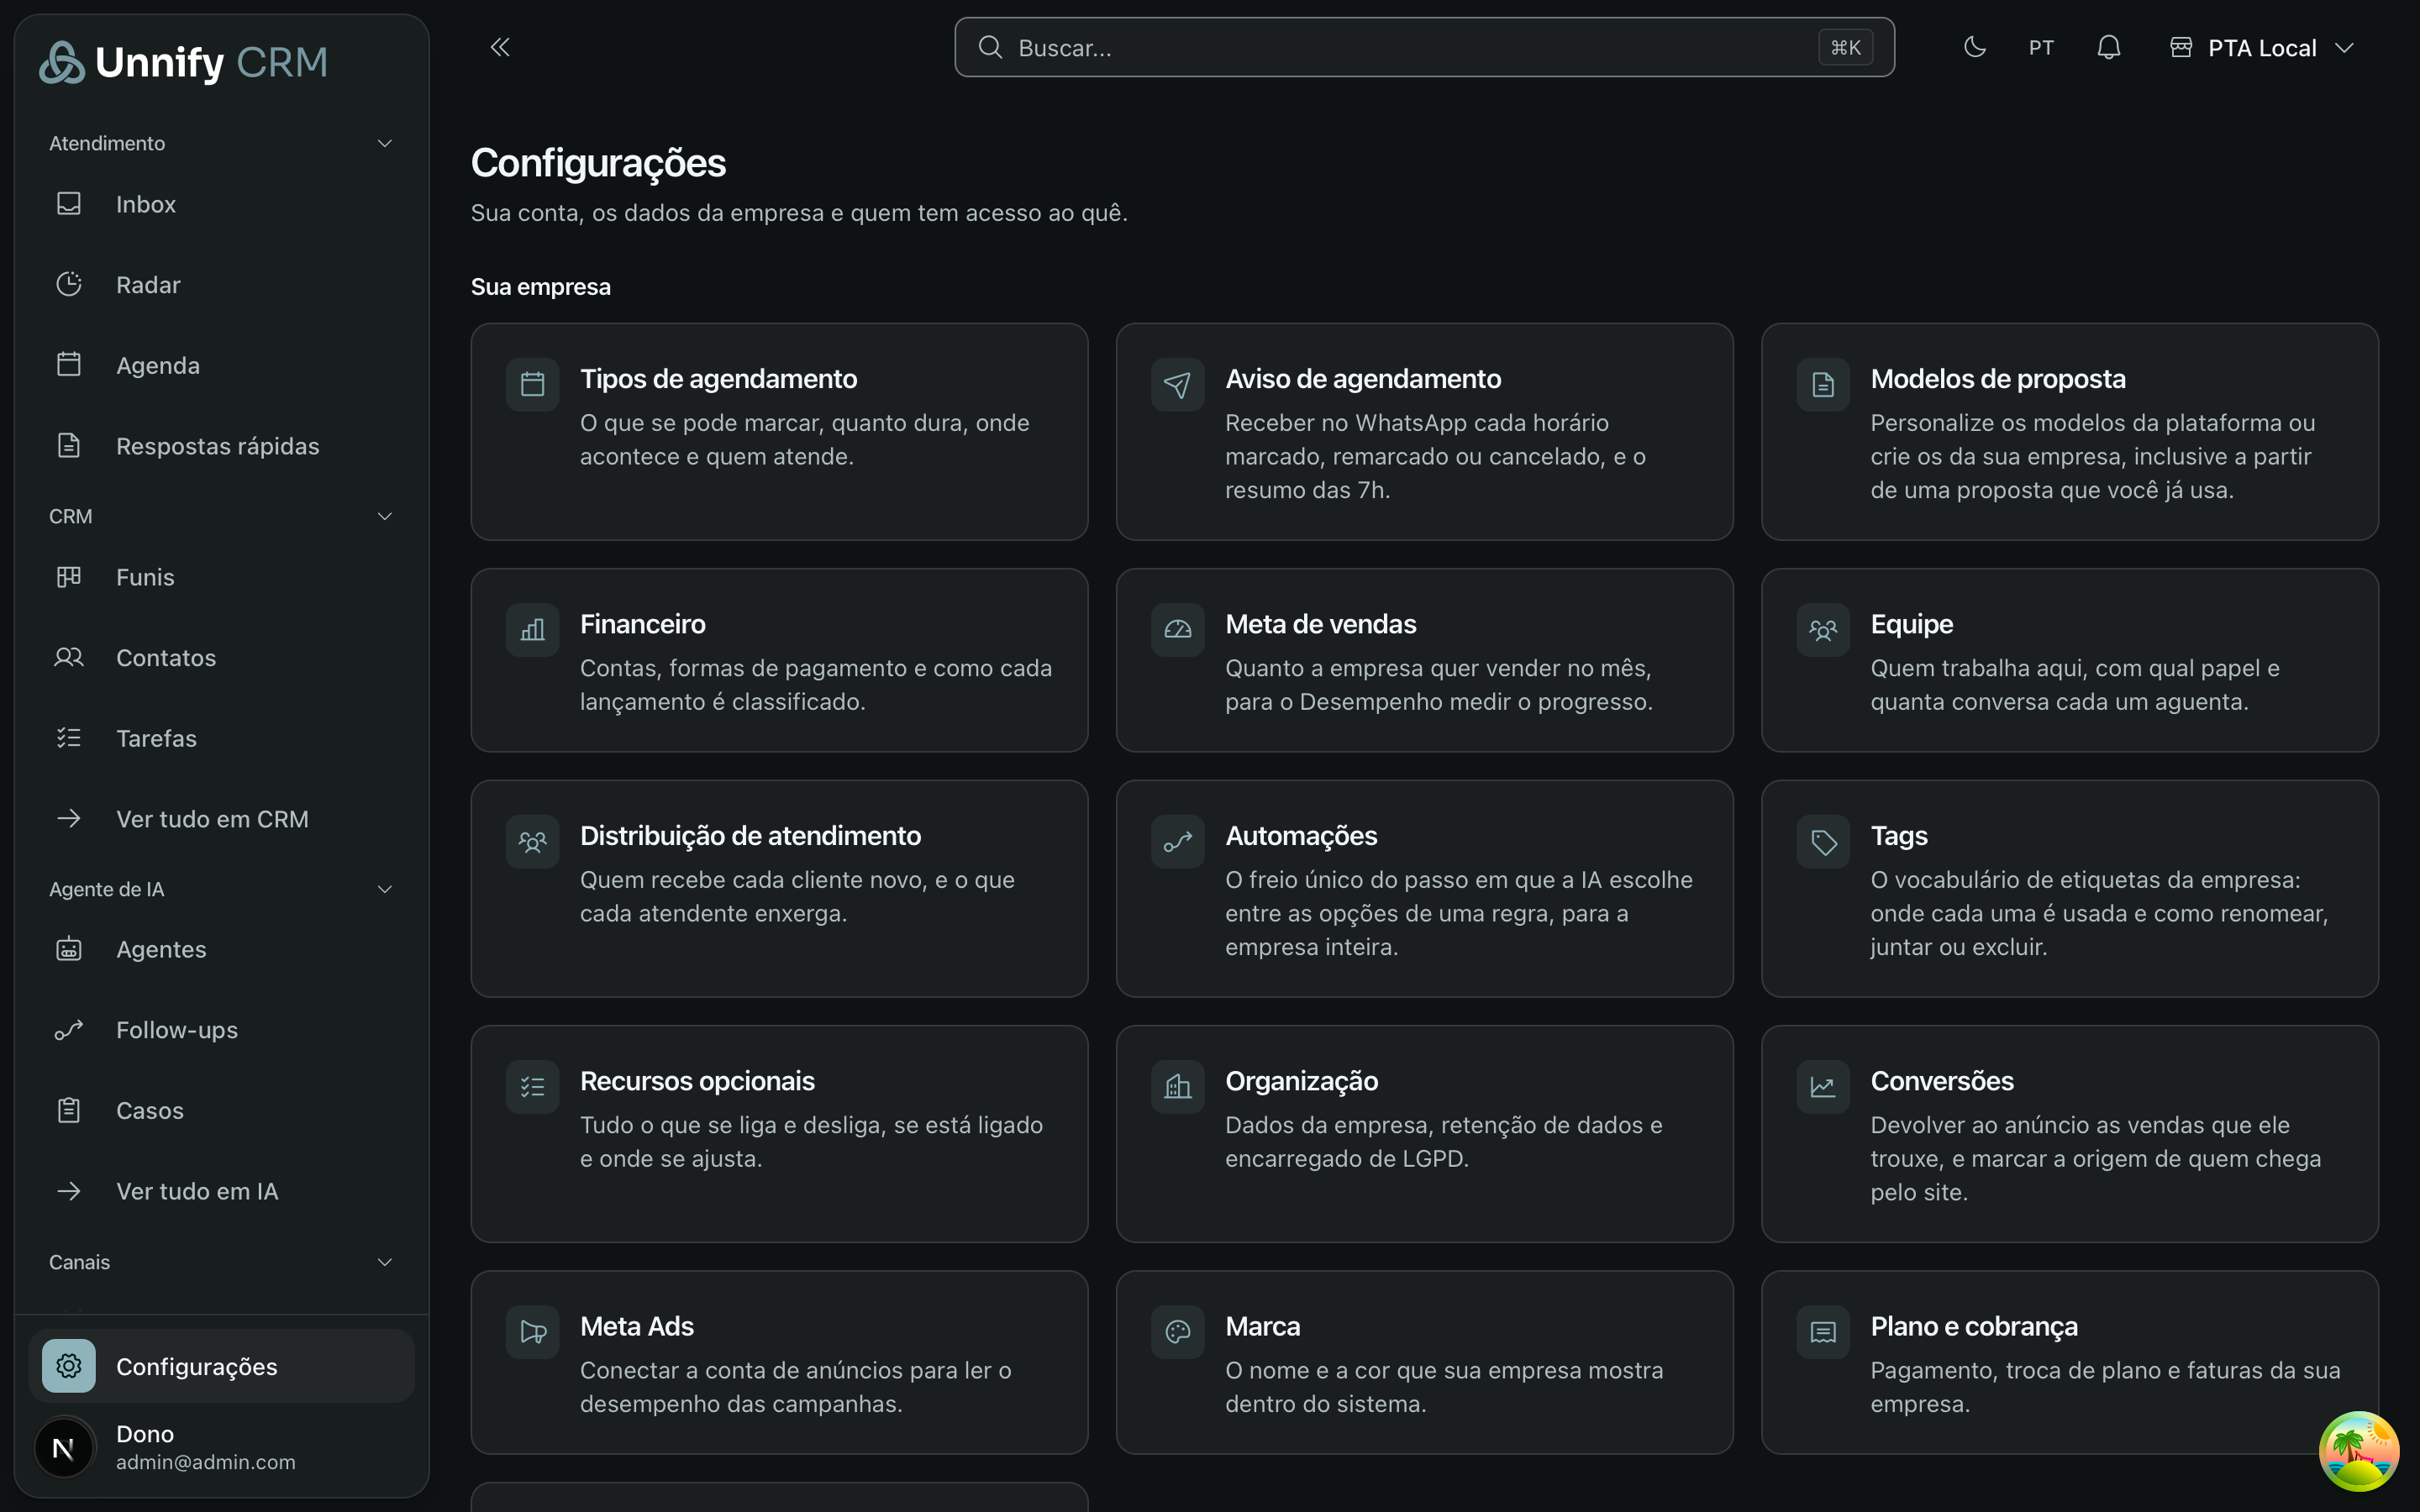 Unnify CRM
Atendimento
Inbox
Radar
Agenda
Respostas rápidas
CRM
Funis
Contatos
Tarefas
Ver tudo em CRM
Agente de IA
Agentes
Follow-ups
Casos
Ver tudo em IA
Canais
Configurações
N
Dono
admin@admin.com
Buscar...
⌘K
PT
PTA Local
Configurações
Sua conta, os dados da empresa e quem tem acesso ao quê.
Sua empresa
Tipos de agendamento
O que se pode marcar, quanto dura, onde
acontece e quem atende.
Aviso de agendamento
Receber no WhatsApp cada horário
marcado, remarcado ou cancelado, e o
resumo das 7h.
Modelos de proposta
Personalize os modelos da plataforma ou
crie os da sua empresa, inclusive a partir
de uma proposta que você já usa.
Financeiro
Contas, formas de pagamento e como cada
lançamento é classificado.
Meta de vendas
Quanto a empresa quer vender no mês,
para o Desempenho medir o progresso.
Equipe
Quem trabalha aqui, com qual papel e
quanta conversa cada um aguenta.
Distribuição de atendimento
Quem recebe cada cliente novo, e o que
cada atendente enxerga.
Automações
O freio único do passo em que a IA escolhe
entre as opções de uma regra, para a
empresa inteira.
Tags
O vocabulário de etiquetas da empresa:
onde cada uma é usada e como renomear,
juntar ou excluir.
Recursos opcionais
Tudo o que se liga e desliga, se está ligado
e onde se ajusta.
Organização
Dados da empresa, retenção de dados e
encarregado de LGPD.
Conversões
Devolver ao anúncio as vendas que ele
trouxe, e marcar a origem de quem chega
pelo site.
Meta Ads
Conectar a conta de anúncios para ler o
desempenho das campanhas.
Marca
O nome e a cor que sua empresa mostra
dentro do sistema.
Plano e cobrança
Pagamento, troca de plano e faturas da sua
empresa.